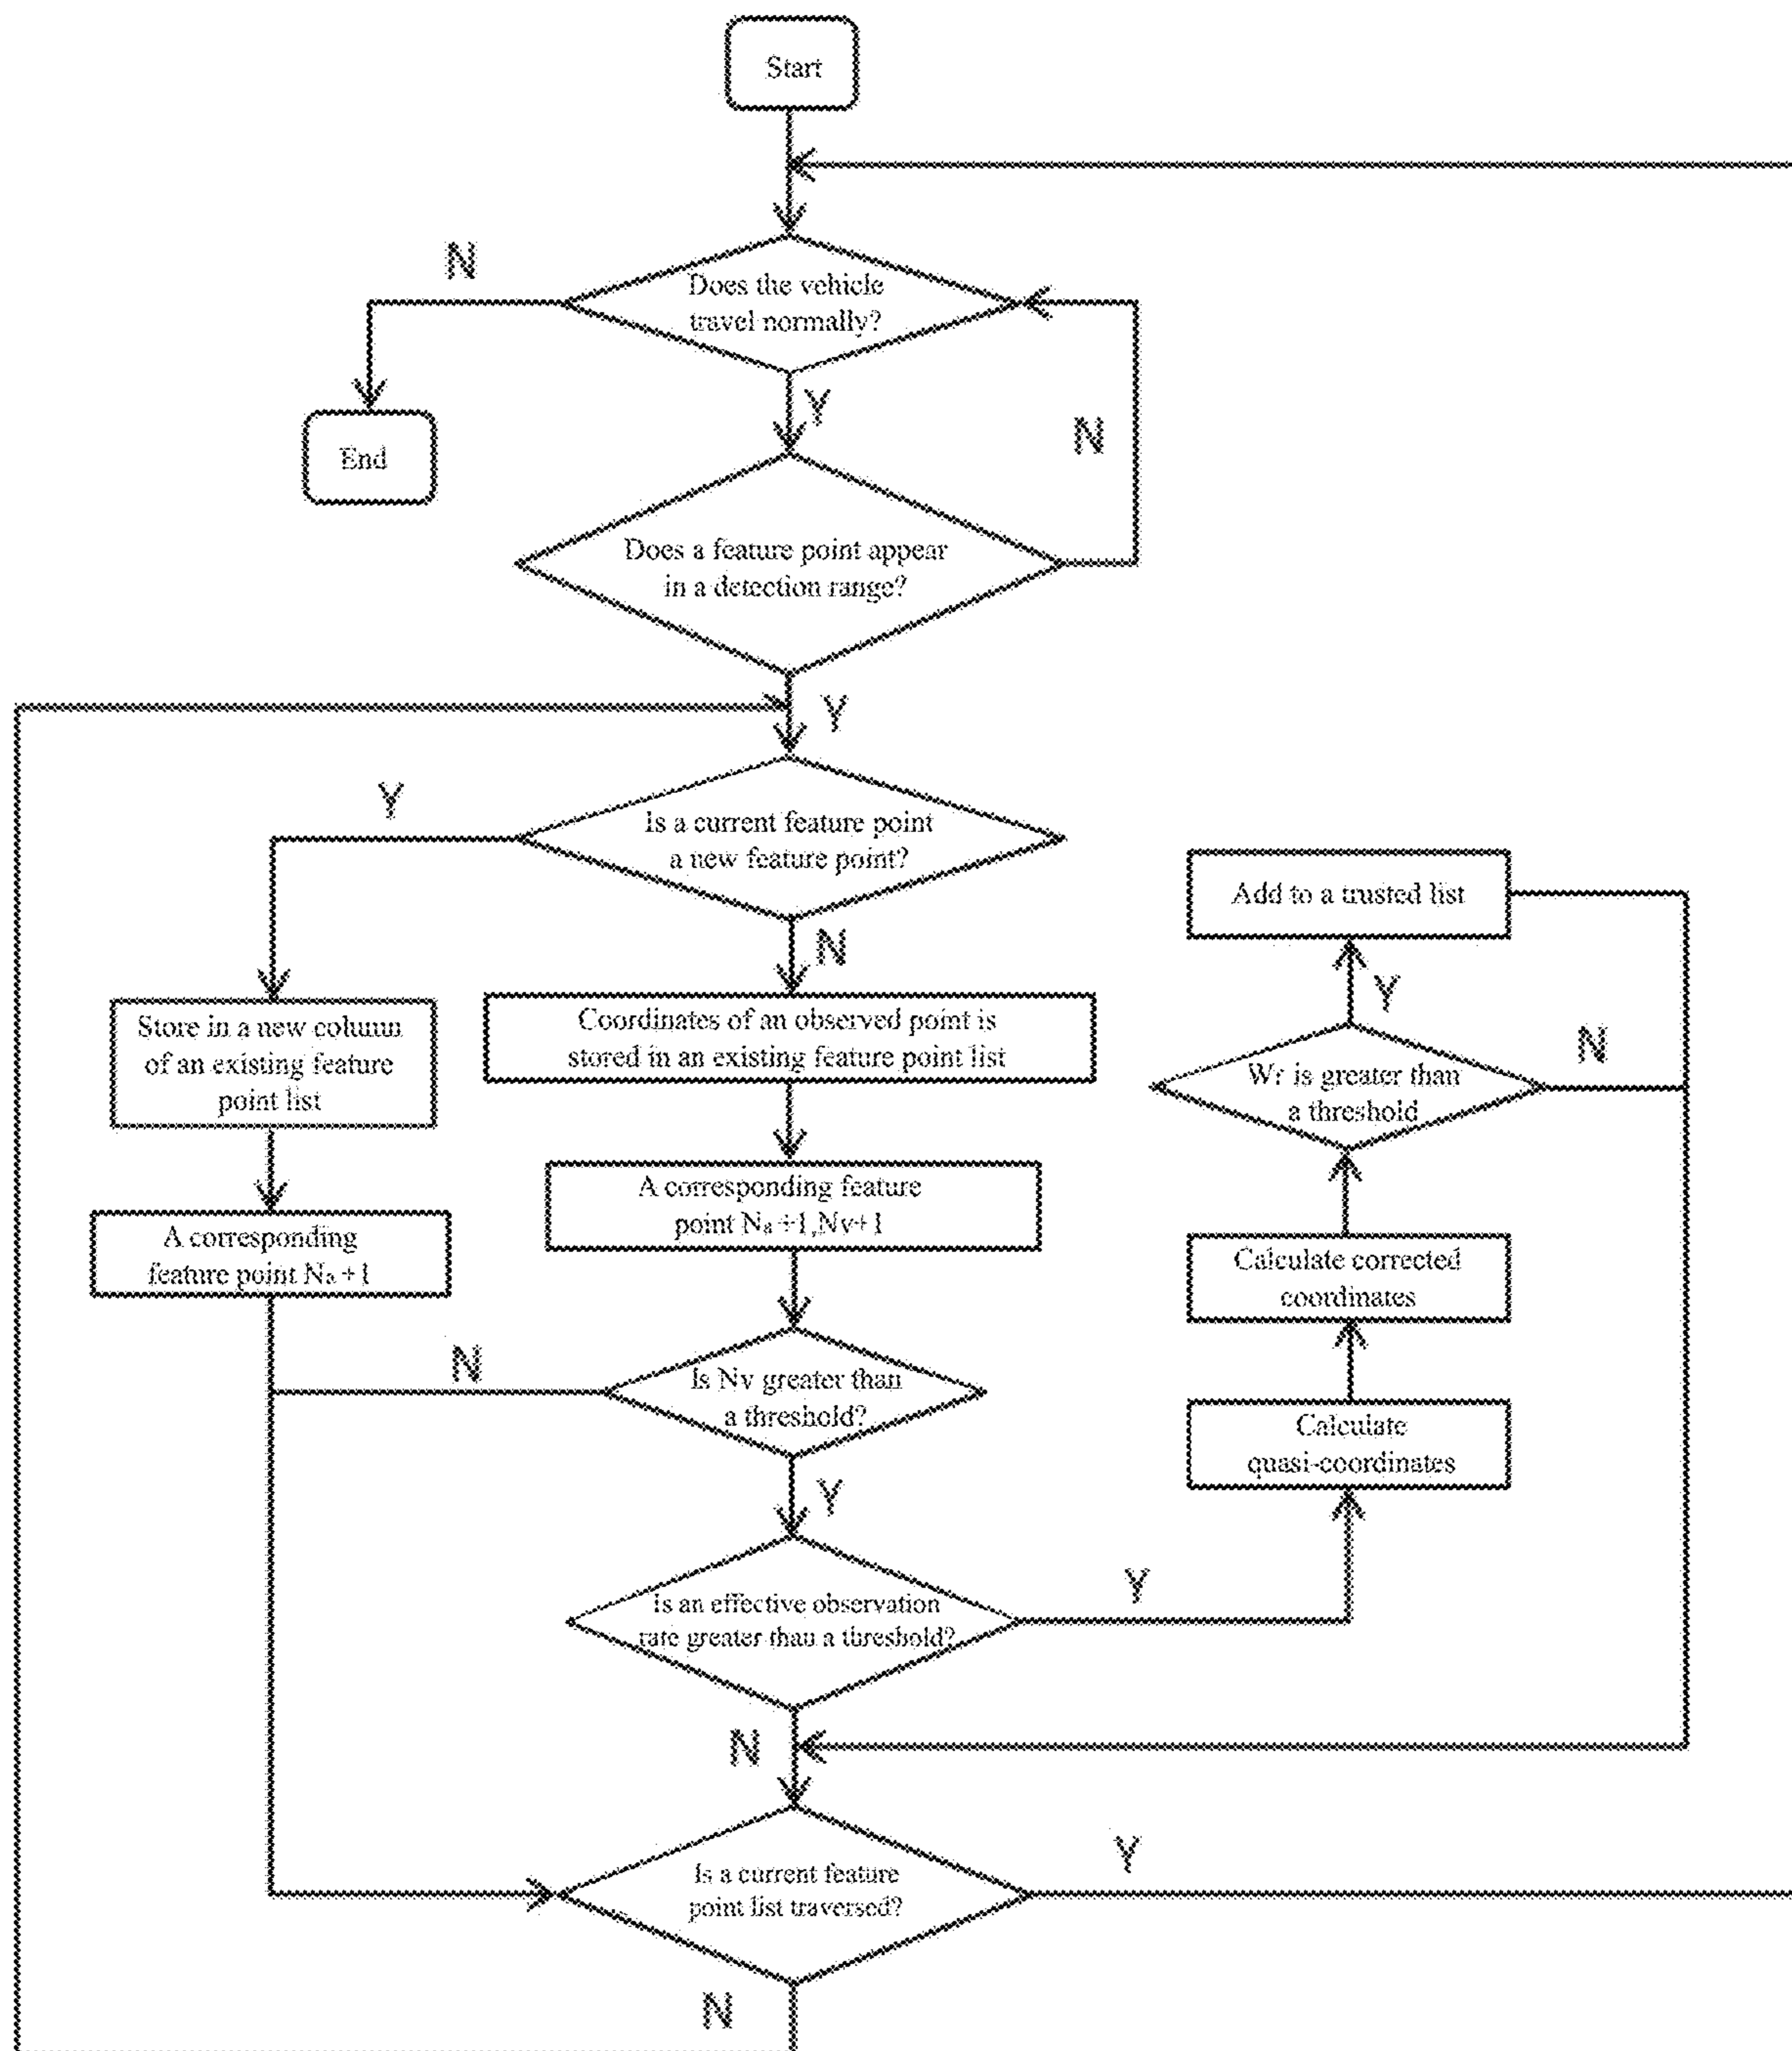 Start
N
Does the vehicle
travel normally?
Y
N
End
Does a feature point appear
in a detection range?
Y
Y
Is a current feature point
a new feature point?
Add to a trusted list
N
Y
Store in a new column
of an existing feature
point list
Coordinates of an observed point is
stored in an existing feature point list
N
Wr is greater than
a threshold
A corresponding feature
point Na +1,Nv+1
A corresponding
feature point Na +1
Calculate corrected
coordinates
N
Is Nv greater than
a threshold?
Calculate
quasi-coordinates
Y
Y
Is an effective observation
rate greater than a threshold?
N
Y
Is a current feature
point list traversed?
N